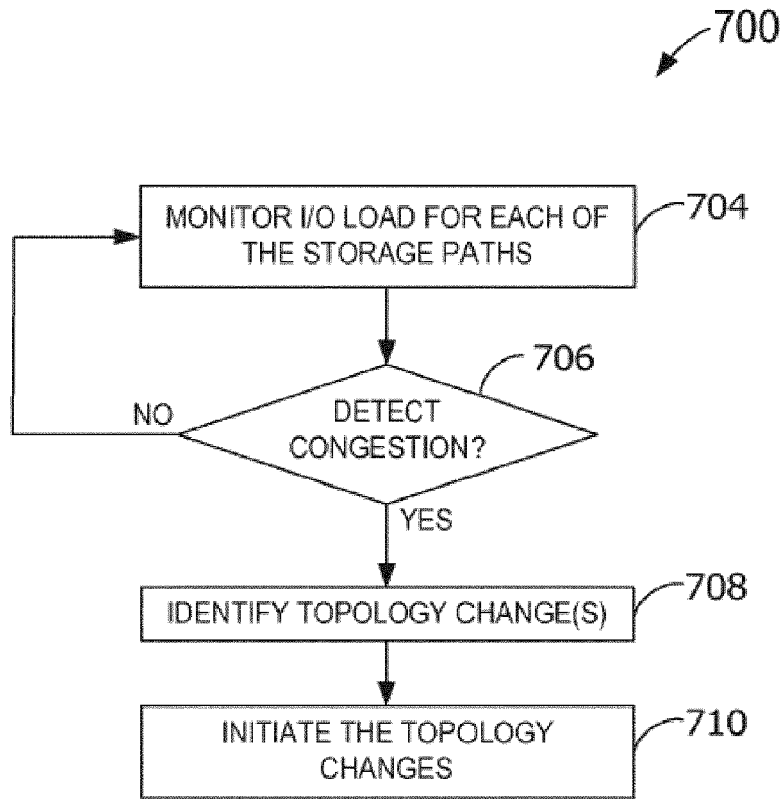 700
MONITOR I/O LOAD FOR EACH OF
THE STORAGE PATHS
704
706
DETECT
CONGESTION?
NO
YES
IDENTIFY TOPOLOGY CHANGE(S)
708
INITIATE THE TOPOLOGY
CHANGES
710